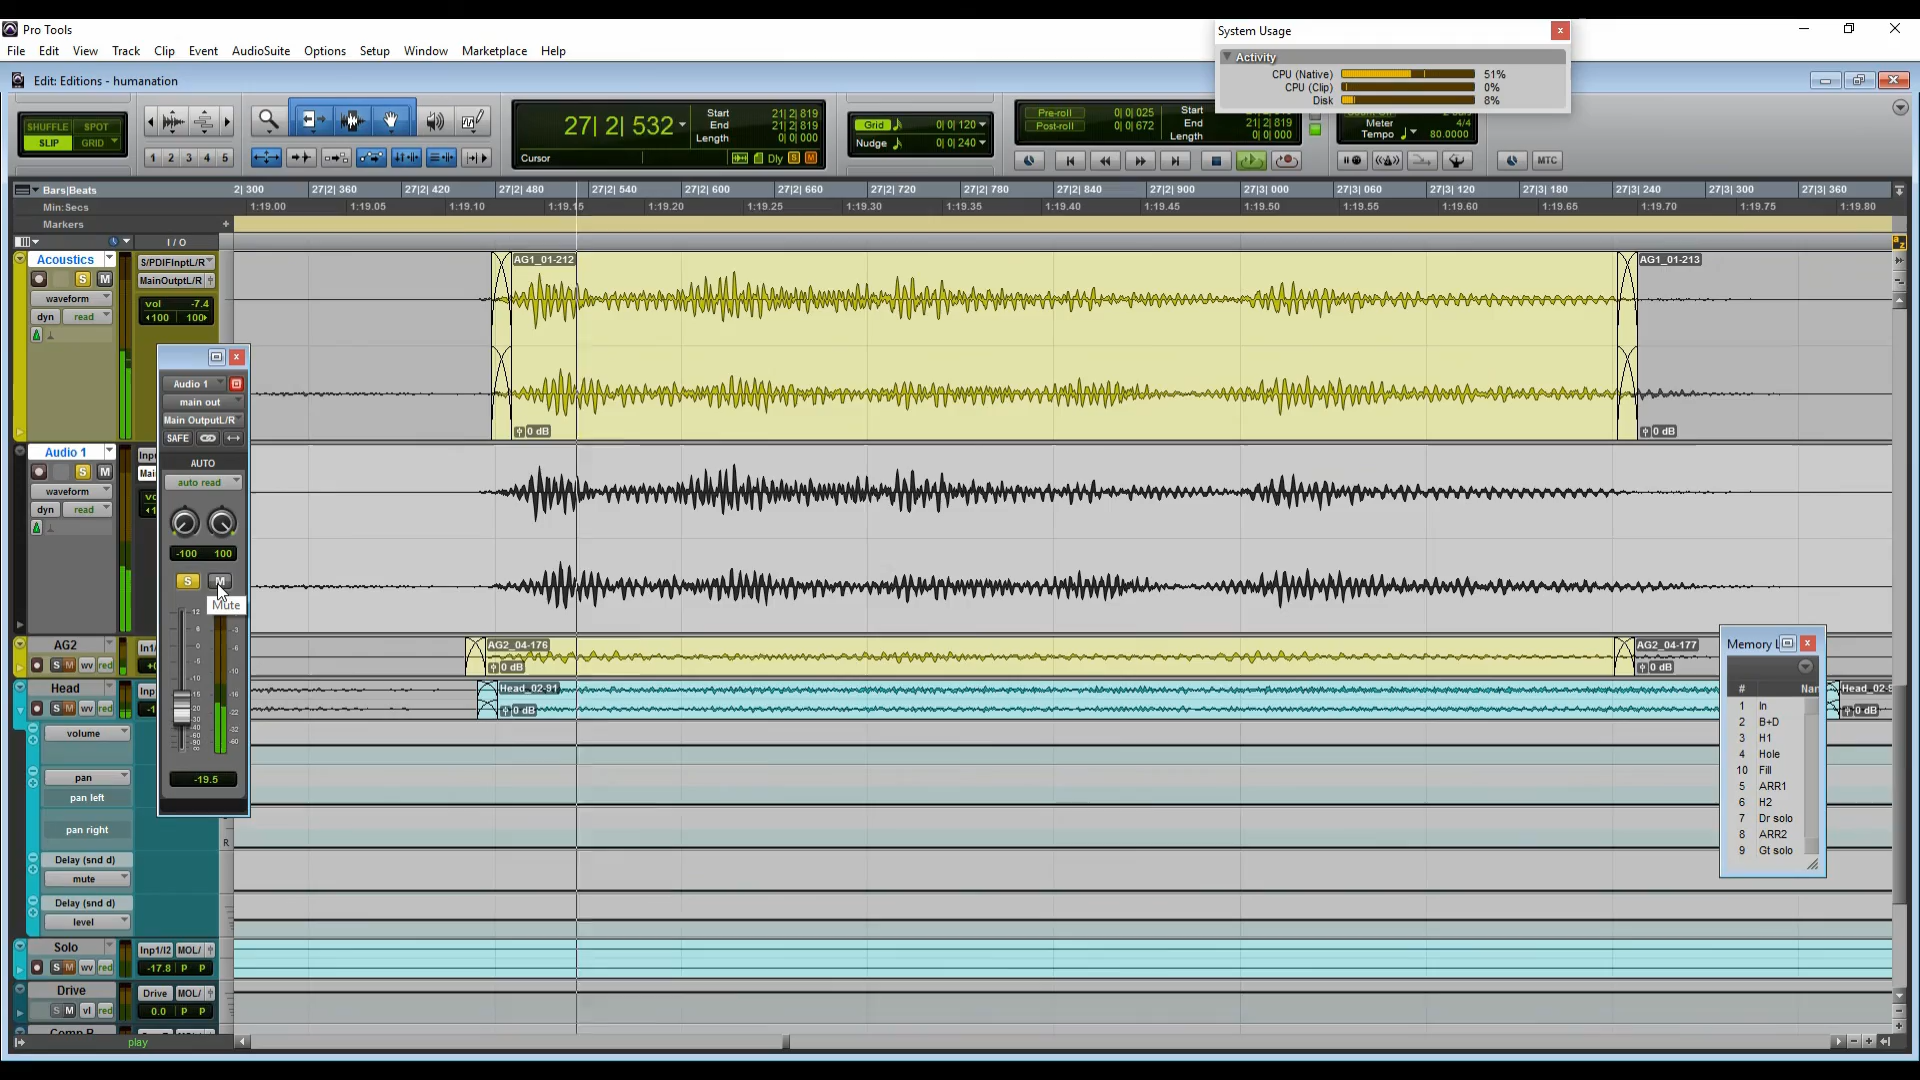 Pro Tools
System Usage
File Edit View Track Clip Event AudioSuite Options Setup Window Marketplace Help
Activity
CPU (Native) 51%
CPU (Clip) 0%
Disk 8%
Edit: Editions - humanation
SHUFFLE SPOT
SLIP GRID
1 2 3 4 5
27| 2| 532
Start 21| 2| 819
End 21| 2| 819
Length 0| 0| 000
Cursor
Dly S M
Grid 0| 0| 120
Nudge 0| 0| 240
Pre-roll 0| 0| 025
Post-roll 0| 0| 672
Start
End 21| 2| 819
Length 0| 0| 000
Meter 4/4
Tempo 80.0000
MTC
Bars|Beats 2| 300 27|2| 360 27|2| 420 27|2| 480 27|2| 540 27|2| 600 27|2| 660 27|2| 720 27|2| 780 27|2| 840 27|2| 900 27|3| 000 27|3| 060 27|3| 120 27|3| 180 27|3| 240 27|3| 300 27|3| 360
Min:Secs 1:19.00 1:19.05 1:19.10 1:19.15 1:19.20 1:19.25 1:19.30 1:19.35 1:19.40 1:19.45 1:19.50 1:19.55 1:19.60 1:19.65 1:19.70 1:19.75 1:19.80
Markers
I / O
Acoustics
S/PDIFInptL/R
S M
MainOutptL/R
waveform
vol -7.4
dyn read
100 100
AG1_01-212
AG1_01-213
0 dB
0 dB
Audio 1
Inp
S M
Mai
waveform
dyn read
Audio 1
main out
Main OutputL/R
SAFE
AUTO
auto read
-100 100
S M
Mute
-19.5
AG2
In1/
S M wv red
AG2_04-176
0 dB
AG2_04-177
0 dB
Head
Inp
S M wv red
Head_02-91
0 dB
Head_02-9
0 dB
volume
pan
pan left
pan right
R
Delay (snd d)
mute
Delay (snd d)
level
Solo
Inp1/I2 MOL/
S M wv red
-17.8 P P
Drive
Drive MOL/
S M vl red
0.0 P P
Comp B
play
Memory L
# Nar
1 In
2 B+D
3 H1
4 Hole
10 Fill
5 ARR1
6 H2
7 Dr solo
8 ARR2
9 Gt solo